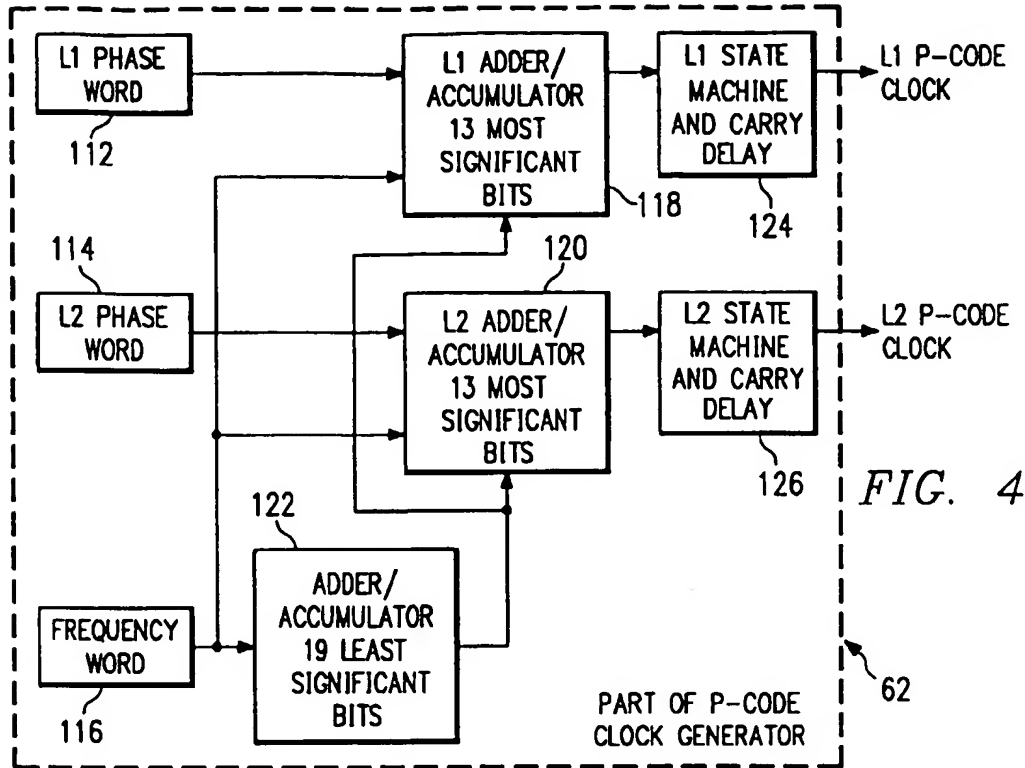 L1 PHASE
WORD
112
L1 ADDER/
ACCUMULATOR
13 MOST
SIGNIFICANT
BITS
118
L1 STATE
MACHINE
AND CARRY
DELAY
124
L1 P-CODE
CLOCK
114
L2 PHASE
WORD
120
L2 ADDER/
ACCUMULATOR
13 MOST
SIGNIFICANT
BITS
L2 STATE
MACHINE
AND CARRY
DELAY
126
L2 P-CODE
CLOCK
FIG. 4
122
ADDER/
ACCUMULATOR
19 LEAST
SIGNIFICANT
BITS
FREQUENCY
WORD
116
PART OF P-CODE
CLOCK GENERATOR
62